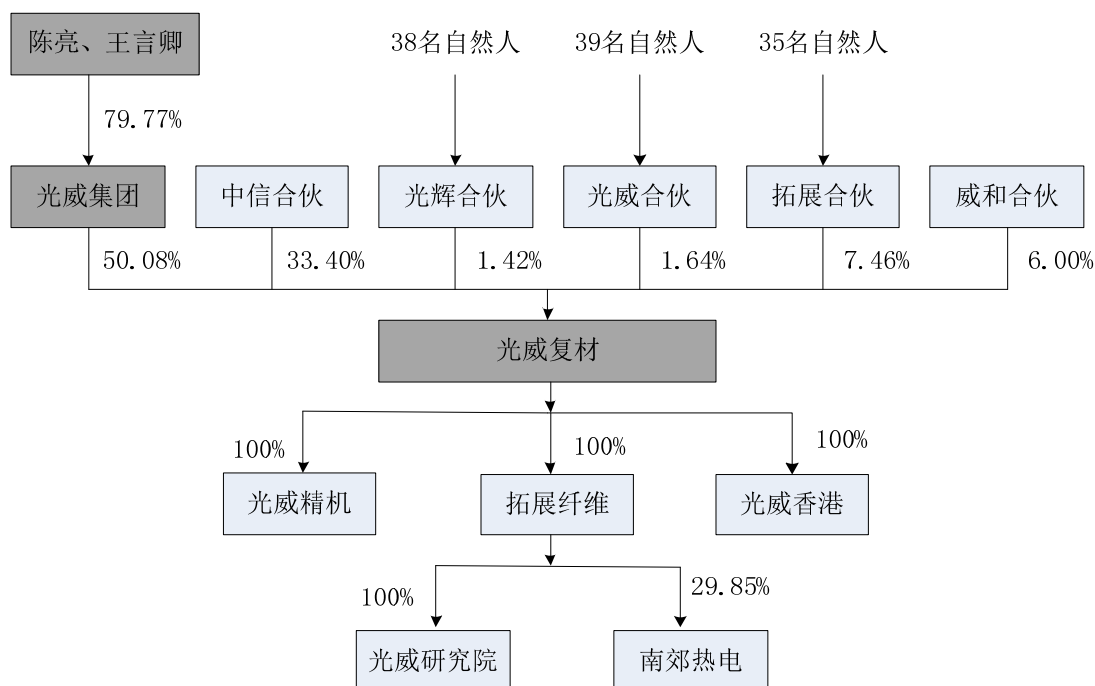 陈亮、王言卿
38名自然人
39名自然人
35名自然人
79.77%
光威集团
中信合伙
光辉合伙
光威合伙
拓展合伙
威和合伙
50.08%
33.40%
1.42%
1.64%
7.46%
6.00%
光威复材
100%
100%
100%
光威精机
拓展纤维
光威香港
100%
29.85%
光威研究院
南郊热电